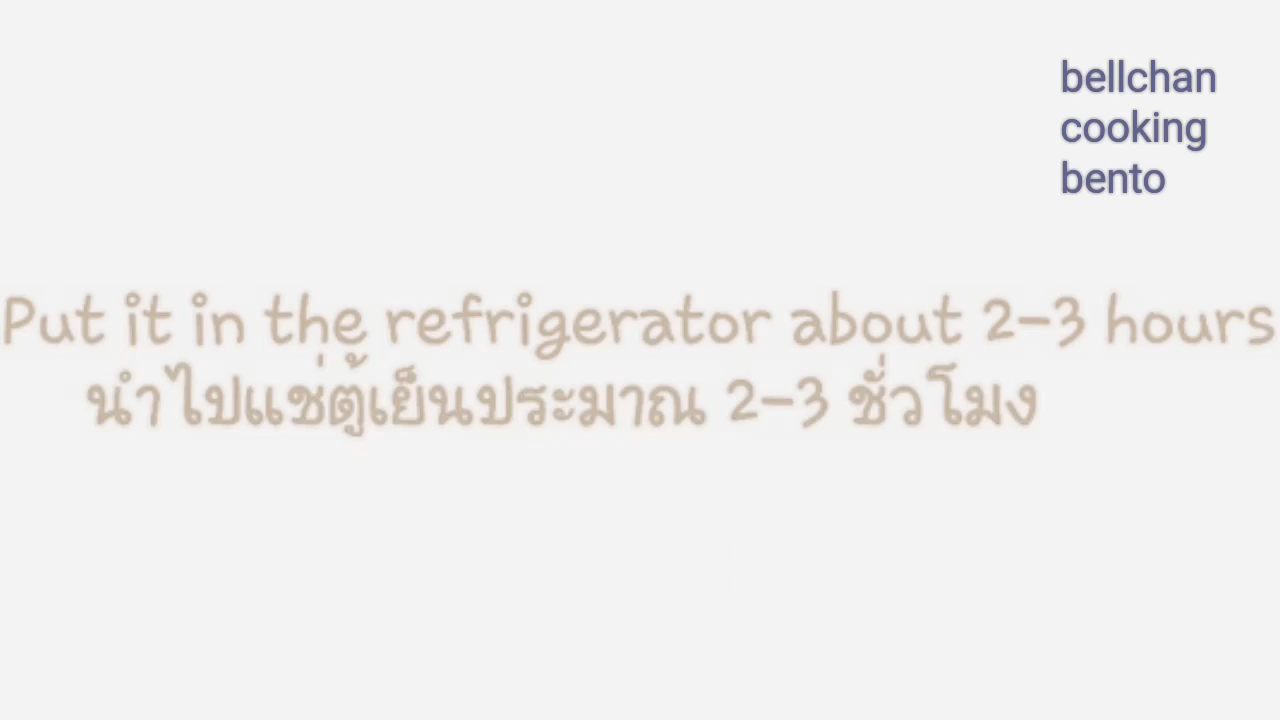 bellchan
cooking
bento
Put it in the refrigerator about 2-3 hours
นำไปแช่ตู้เย็นประมาณ 2-3 ชั่วโมง